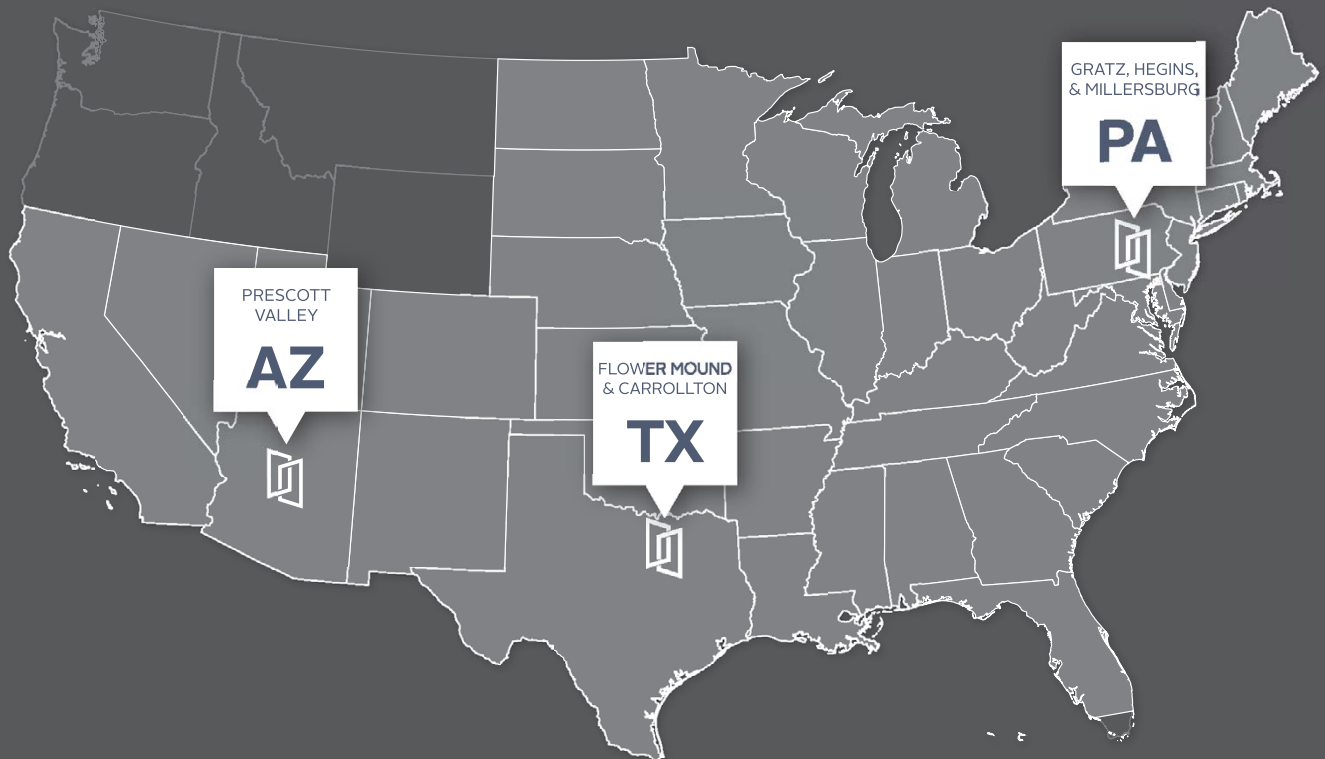 GRATZ, HEGINS,
& MILLERSBURG
PA
PRESCOTT
VALLEY
AZ
FLOWER MOUND
& CARROLLTON
TX